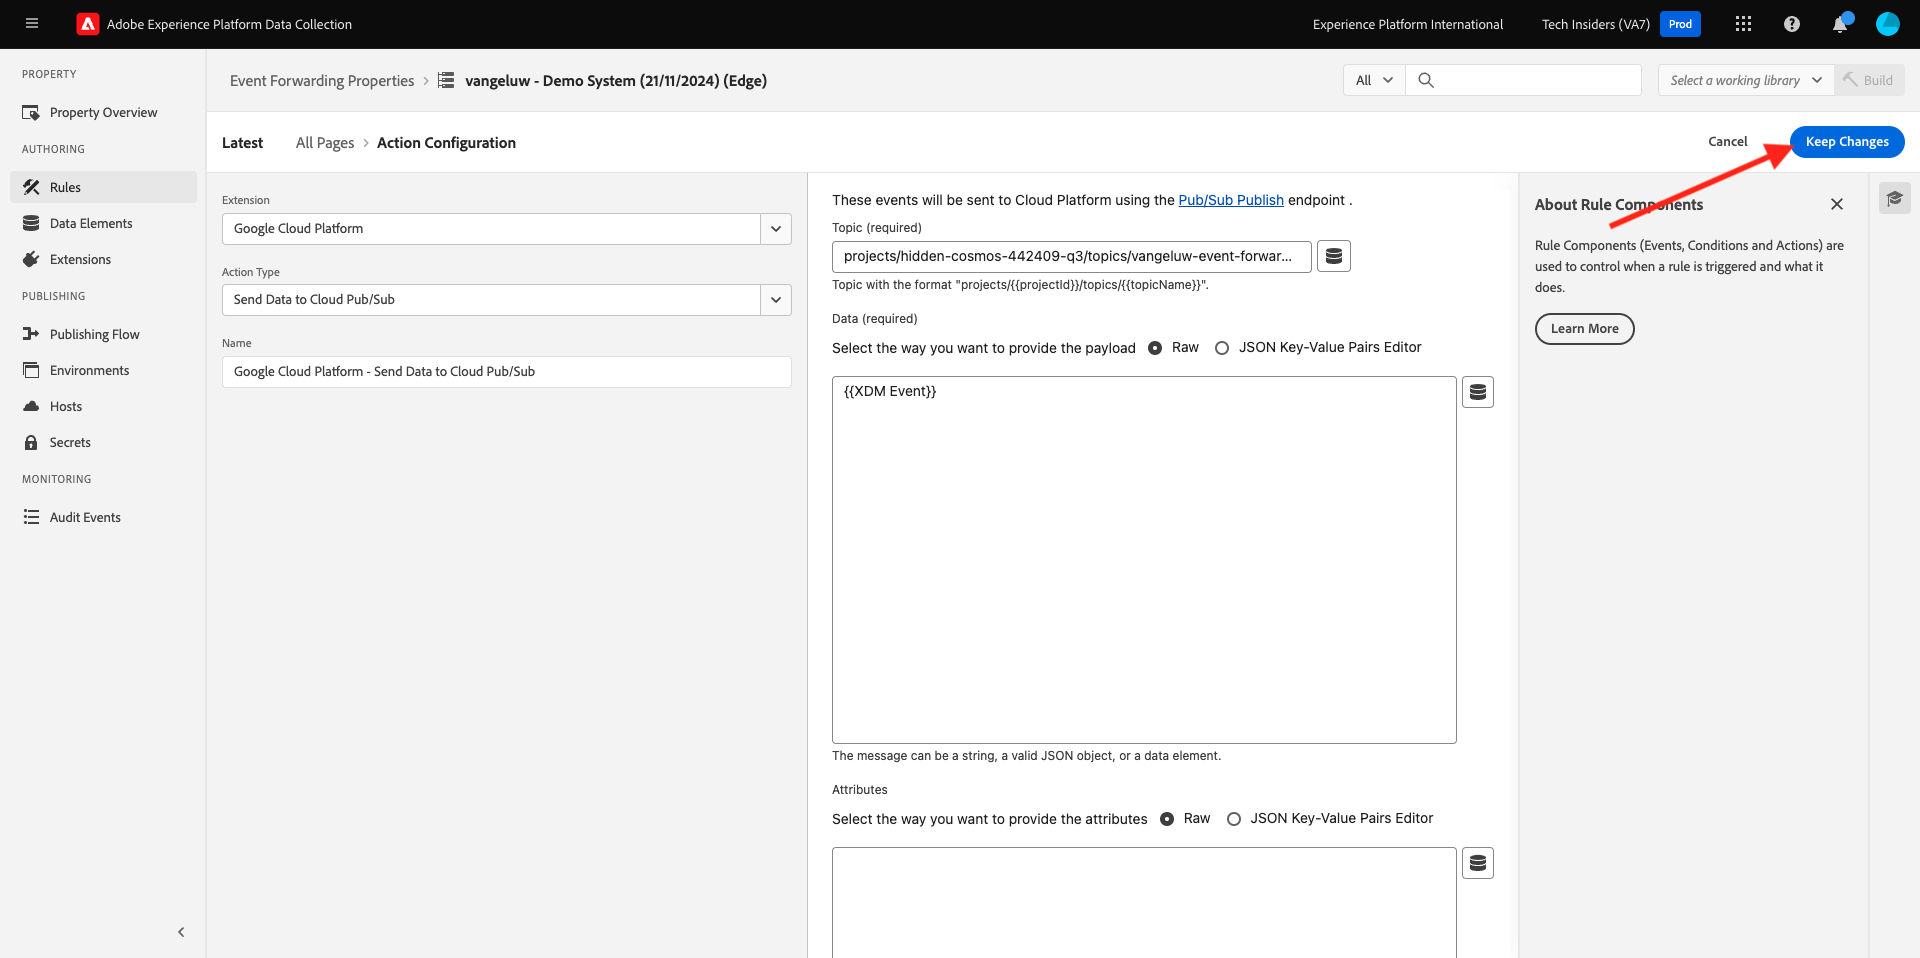 Adobe Experience Platform Data Collection
Experience Platform International
Tech Insiders (VA7)
Prod
PROPERTY
Property Overview
AUTHORING
Rules
Data Elements
Extensions
PUBLISHING
Publishing Flow
Environments
Hosts
Secrets
MONITORING
Audit Events
Event Forwarding Properties
vangeluw - Demo System (21/11/2024) (Edge)
All
Select a working library
Build
Latest
All Pages
Action Configuration
Cancel
Keep Changes
Extension
Google Cloud Platform
Action Type
Send Data to Cloud Pub/Sub
Name
Google Cloud Platform - Send Data to Cloud Pub/Sub
These events will be sent to Cloud Platform using the Pub/Sub Publish endpoint .
Topic (required)
projects/hidden-cosmos-442409-q3/topics/vangeluw-event-forwar...
Topic with the format "projects/{{projectId}}/topics/{{topicName}}".
Data (required)
Select the way you want to provide the payload
Raw
JSON Key-Value Pairs Editor
{{XDM Event}}
The message can be a string, a valid JSON object, or a data element.
Attributes
Select the way you want to provide the attributes
Raw
JSON Key-Value Pairs Editor
About Rule Components
Rule Components (Events, Conditions and Actions) are
used to control when a rule is triggered and what it
does.
Learn More